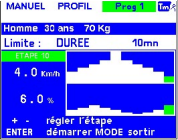 MANUEL PROFIL Prog 1 Tm
Homme 30 ans 70 Kg
Limite : DUREE 10mn
ETAPE 10
4.0 Km/h
6.0 %
+ - régler l'étape
ENTER démarrer MODE sortir